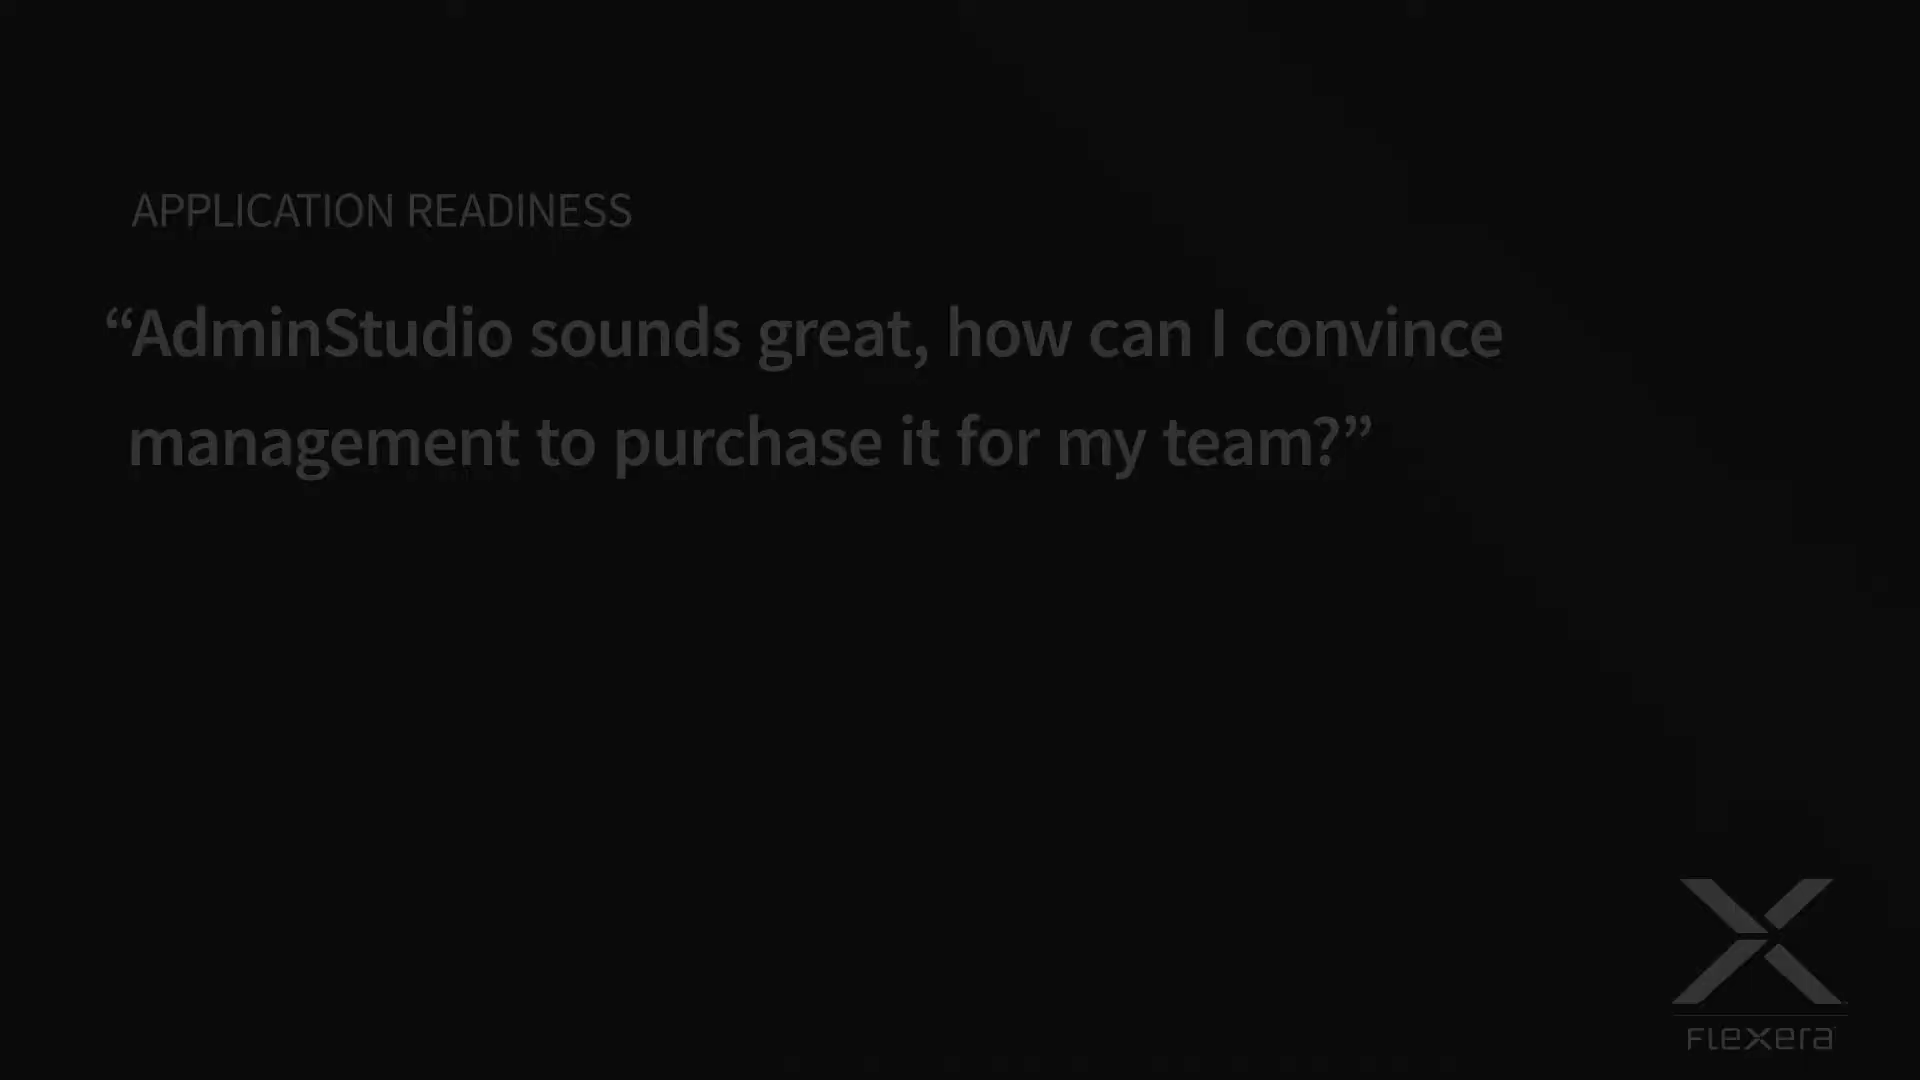 APPLICATION READINESS
“AdminStudio sounds great, how can I convince
management to purchase it for my team?”
FLEXERA